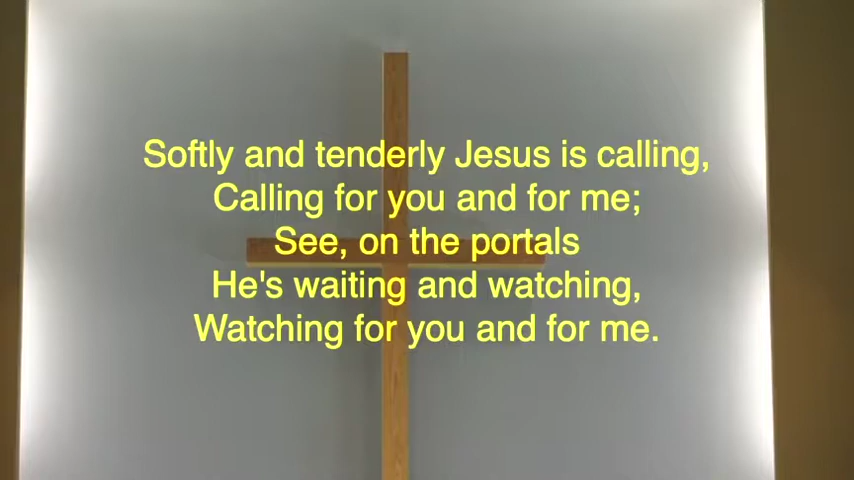 Softly and tenderly Jesus is calling,
Calling for you and for me;
See, on the portals
He's waiting and watching,
Watching for you and for me.